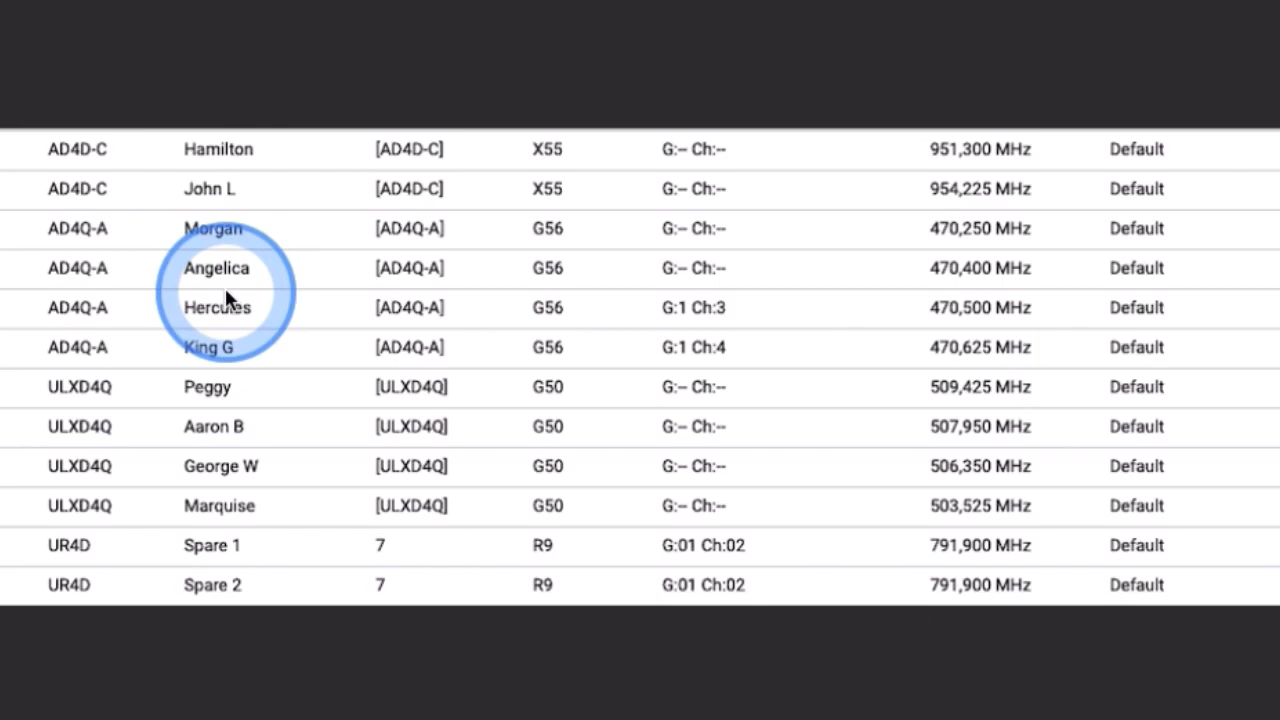 AD4D-C Hamilton [AD4D-C] X55 G:-- Ch:-- 951,300 MHz Default
AD4D-C John L [AD4D-C] X55 G:-- Ch:-- 954,225 MHz Default
AD4Q-A Morgan [AD4Q-A] G56 G:-- Ch:-- 470,250 MHz Default
AD4Q-A Angelica [AD4Q-A] G56 G:-- Ch:-- 470,400 MHz Default
AD4Q-A Hercules [AD4Q-A] G56 G:1 Ch:3 470,500 MHz Default
AD4Q-A King G [AD4Q-A] G56 G:1 Ch:4 470,625 MHz Default
ULXD4Q Peggy [ULXD4Q] G50 G:-- Ch:-- 509,425 MHz Default
ULXD4Q Aaron B [ULXD4Q] G50 G:-- Ch:-- 507,950 MHz Default
ULXD4Q George W [ULXD4Q] G50 G:-- Ch:-- 506,350 MHz Default
ULXD4Q Marquise [ULXD4Q] G50 G:-- Ch:-- 503,525 MHz Default
UR4D Spare 1 7 R9 G:01 Ch:02 791,900 MHz Default
UR4D Spare 2 7 R9 G:01 Ch:02 791,900 MHz Default